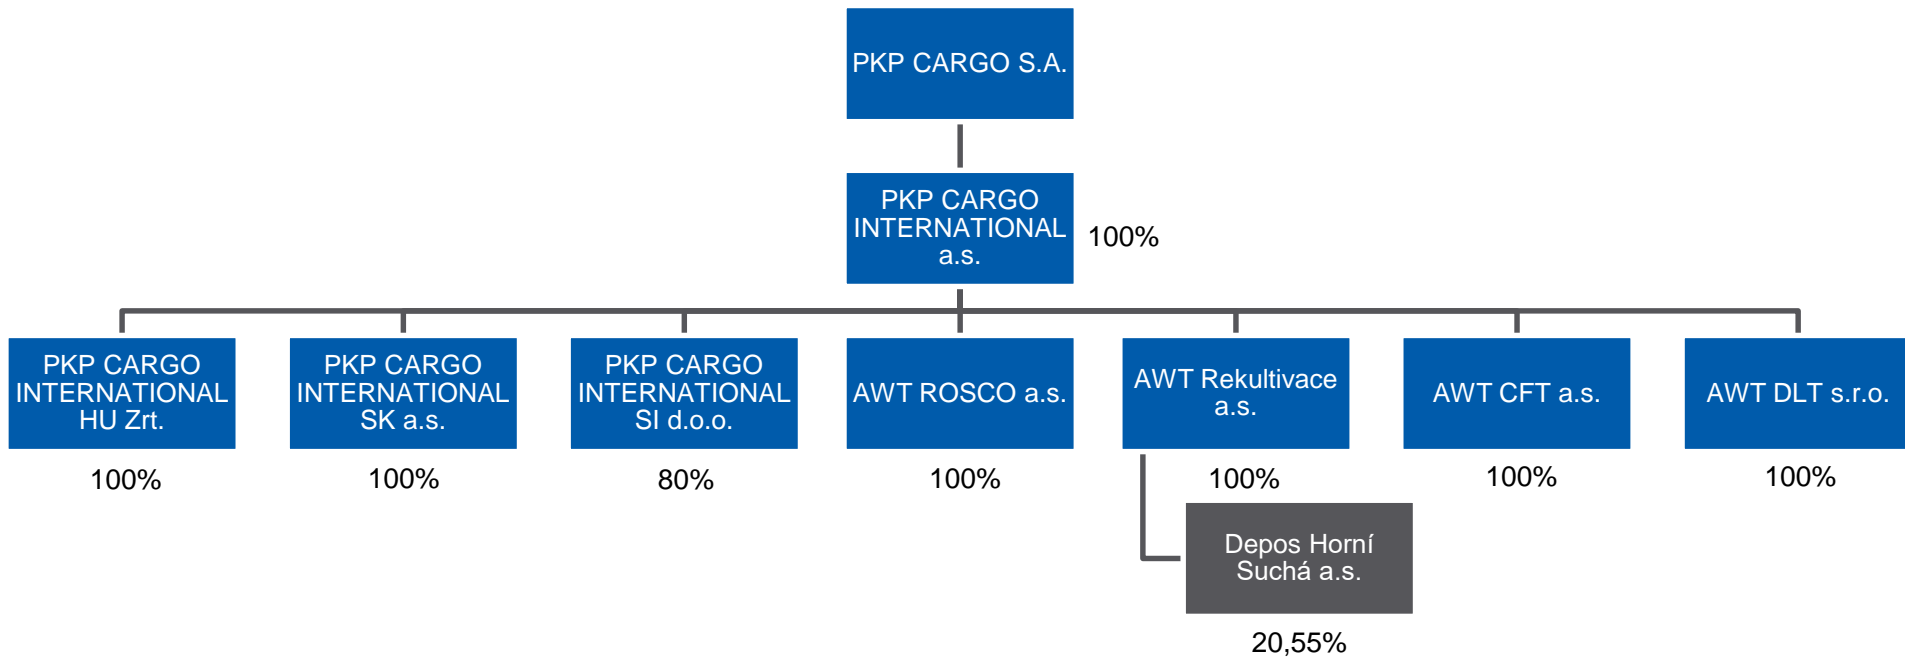 PKP CARGO S.A.
PKP CARGO
INTERNATIONAL
a.s.
100%
PKP CARGO
INTERNATIONAL
HU Zrt.
100%
PKP CARGO
INTERNATIONAL
SK a.s.
100%
PKP CARGO
INTERNATIONAL
SI d.o.o.
80%
AWT ROSCO a.s.
100%
AWT Rekultivace
a.s.
100%
AWT CFT a.s.
100%
AWT DLT s.r.o.
100%
Depos Horní
Suchá a.s.
20,55%